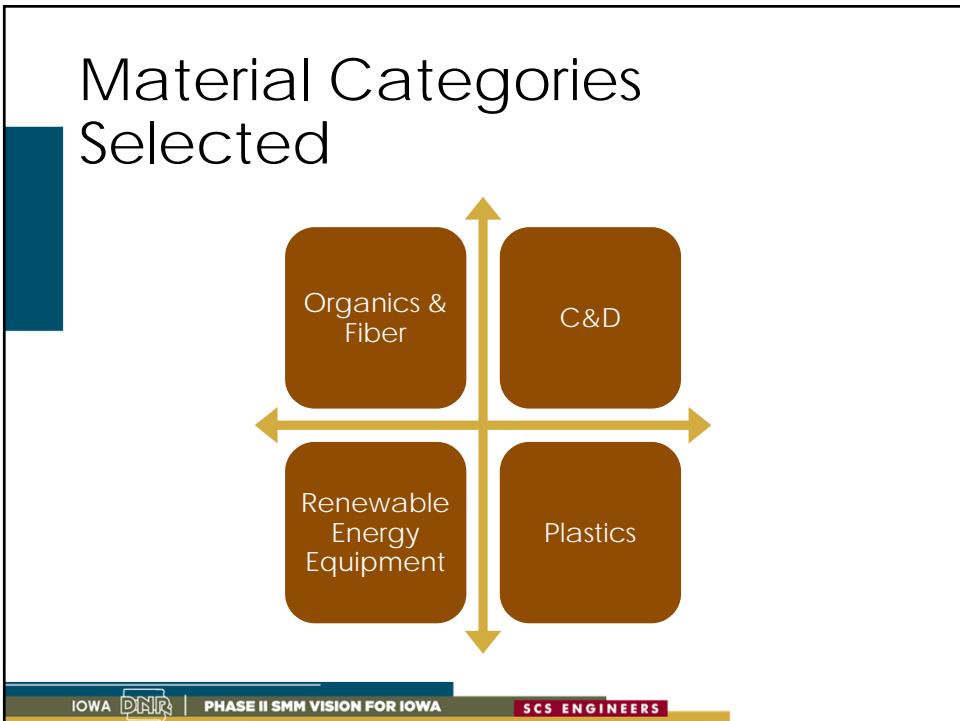 Material Categories
Selected
Organics &
Fiber
C&D
Renewable
Energy
Equipment
Plastics
IOWA DNR | PHASE II SMM VISION FOR IOWA
SCS ENGINEERS